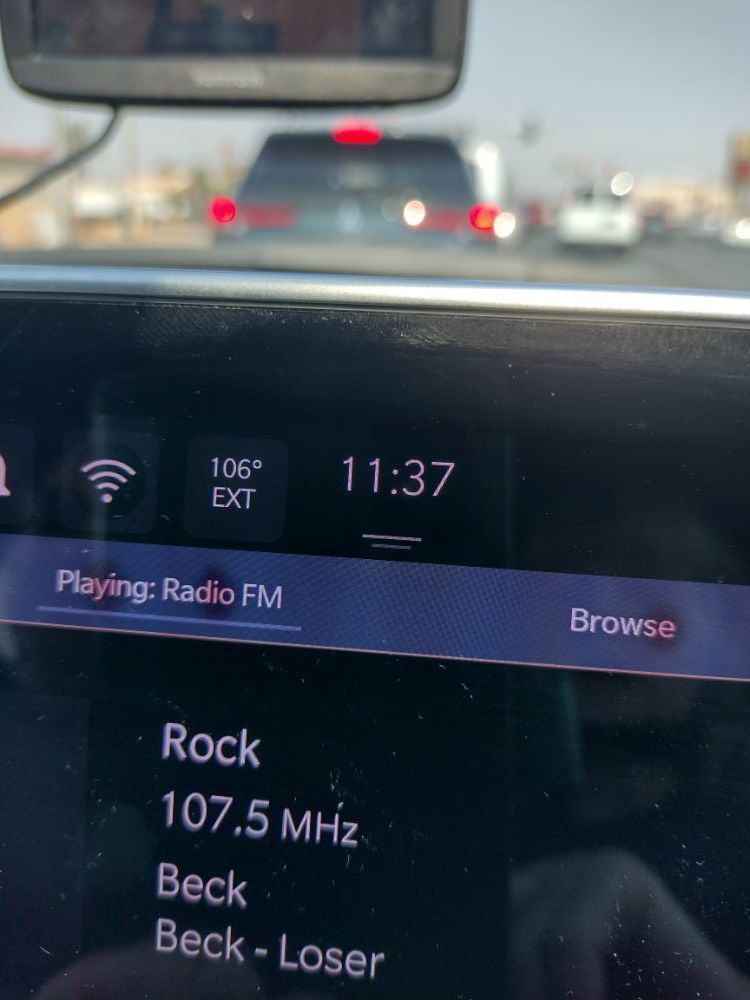 106°
EXT
11:37
Playing: Radio FM
Browse
Rock
107.5 MHz
Beck
Beck - Loser